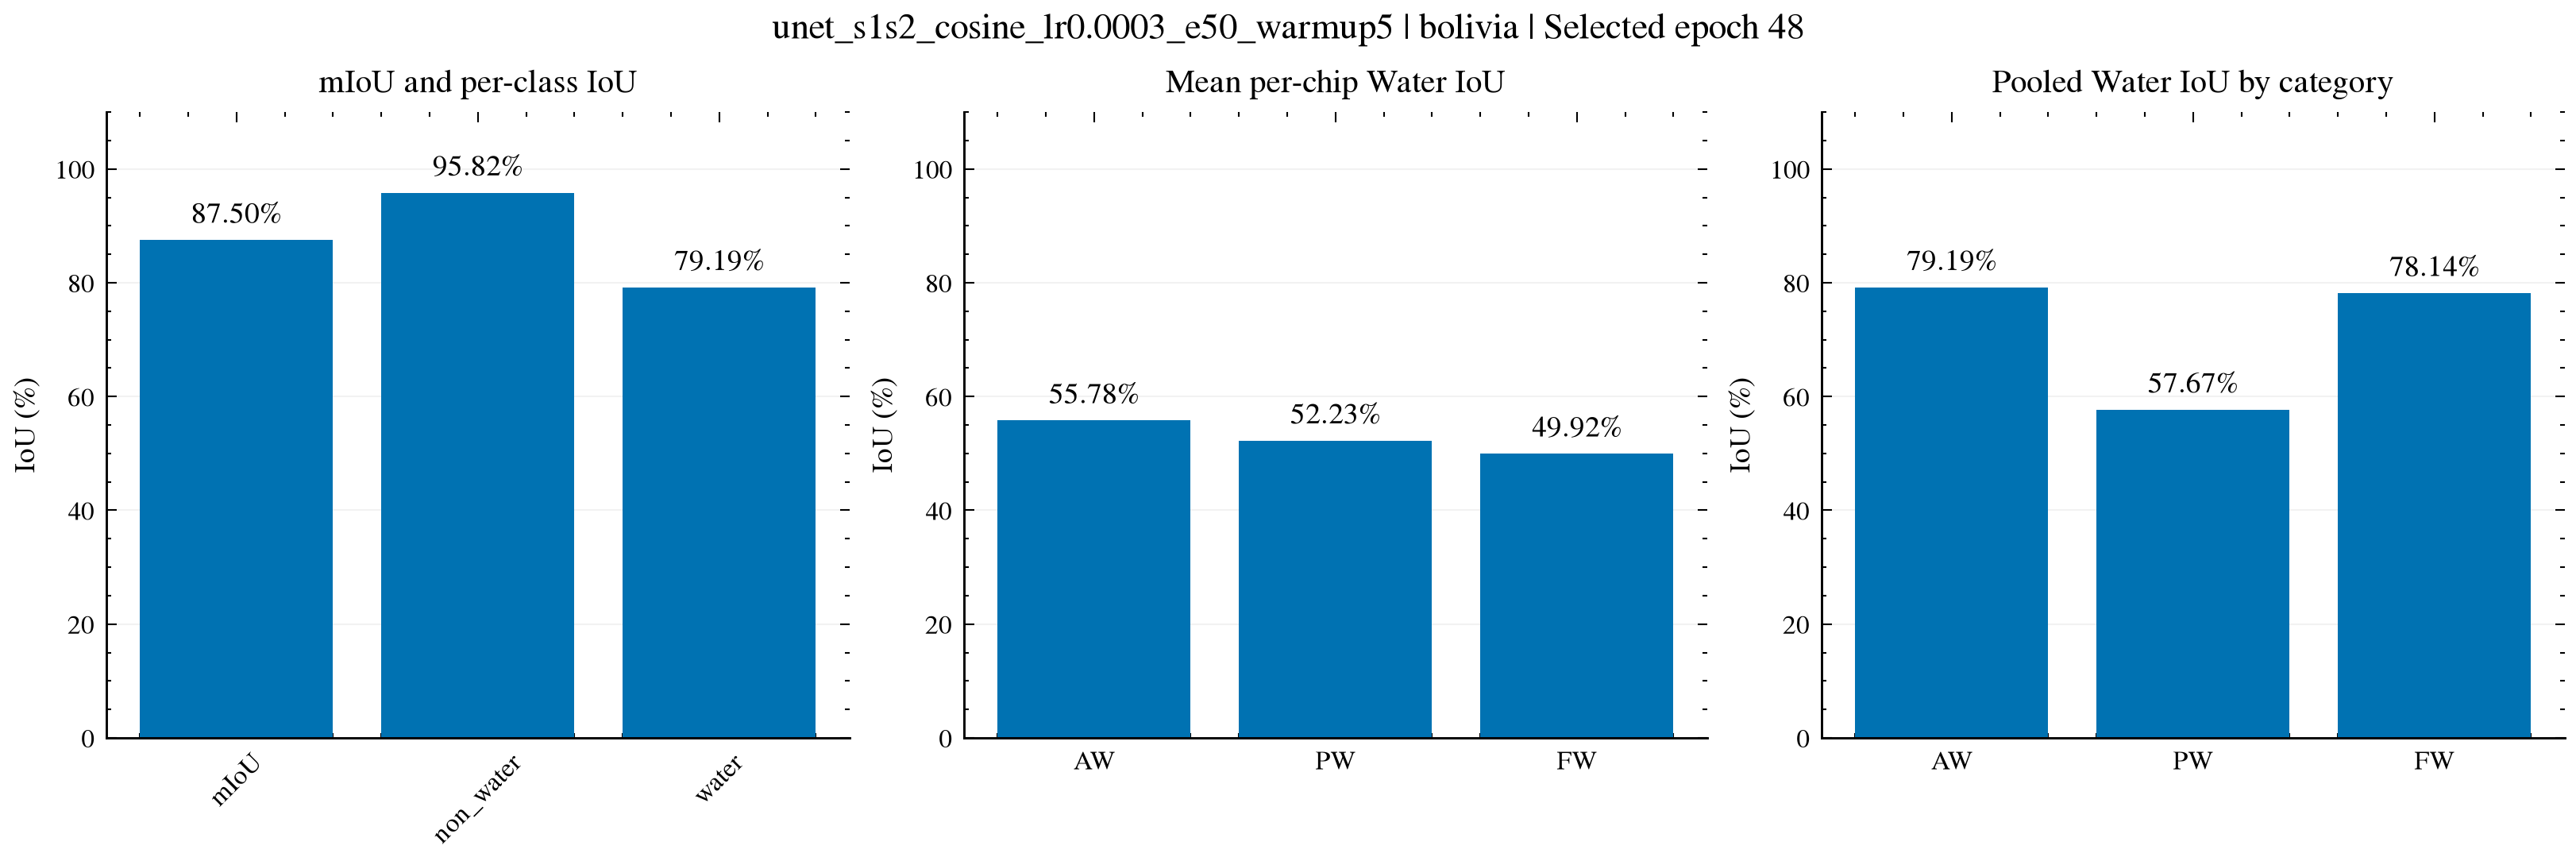 unet_s1s2_cosine_lr0.0003_e50_warmup5 | bolivia | Selected epoch 48
mIoU and per-class IoU
IoU (%)
100
80
60
40
20
0
87.50%
95.82%
79.19%
mIoU
non_water
water
Mean per-chip Water IoU
IoU (%)
100
80
60
40
20
0
55.78%
52.23%
49.92%
AW
PW
FW
Pooled Water IoU by category
IoU (%)
100
80
60
40
20
0
79.19%
57.67%
78.14%
AW
PW
FW